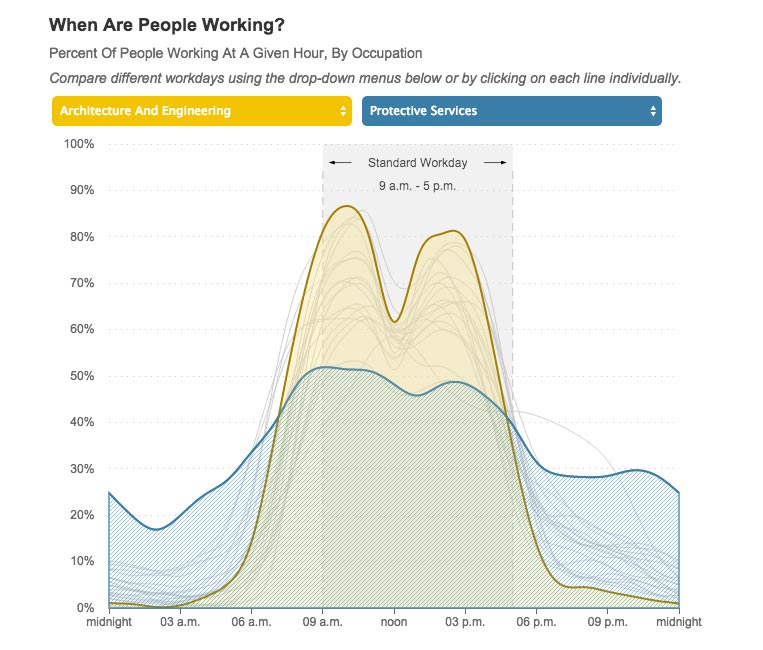 When Are People Working?
Percent Of People Working At A Given Hour, By Occupation
Compare different workdays using the drop-down menus below or by clicking on each line individually.
Architecture And Engineering
Protective Services
100%
Standard Workday
9 a.m. - 5 p.m.
90%
80%
70%
60%
50%
40%
30%
20%
10%
0%
midnight 03 a.m. 06 a.m. 09 a.m. noon 03 p.m. 06 p.m. 09 p.m. midnight